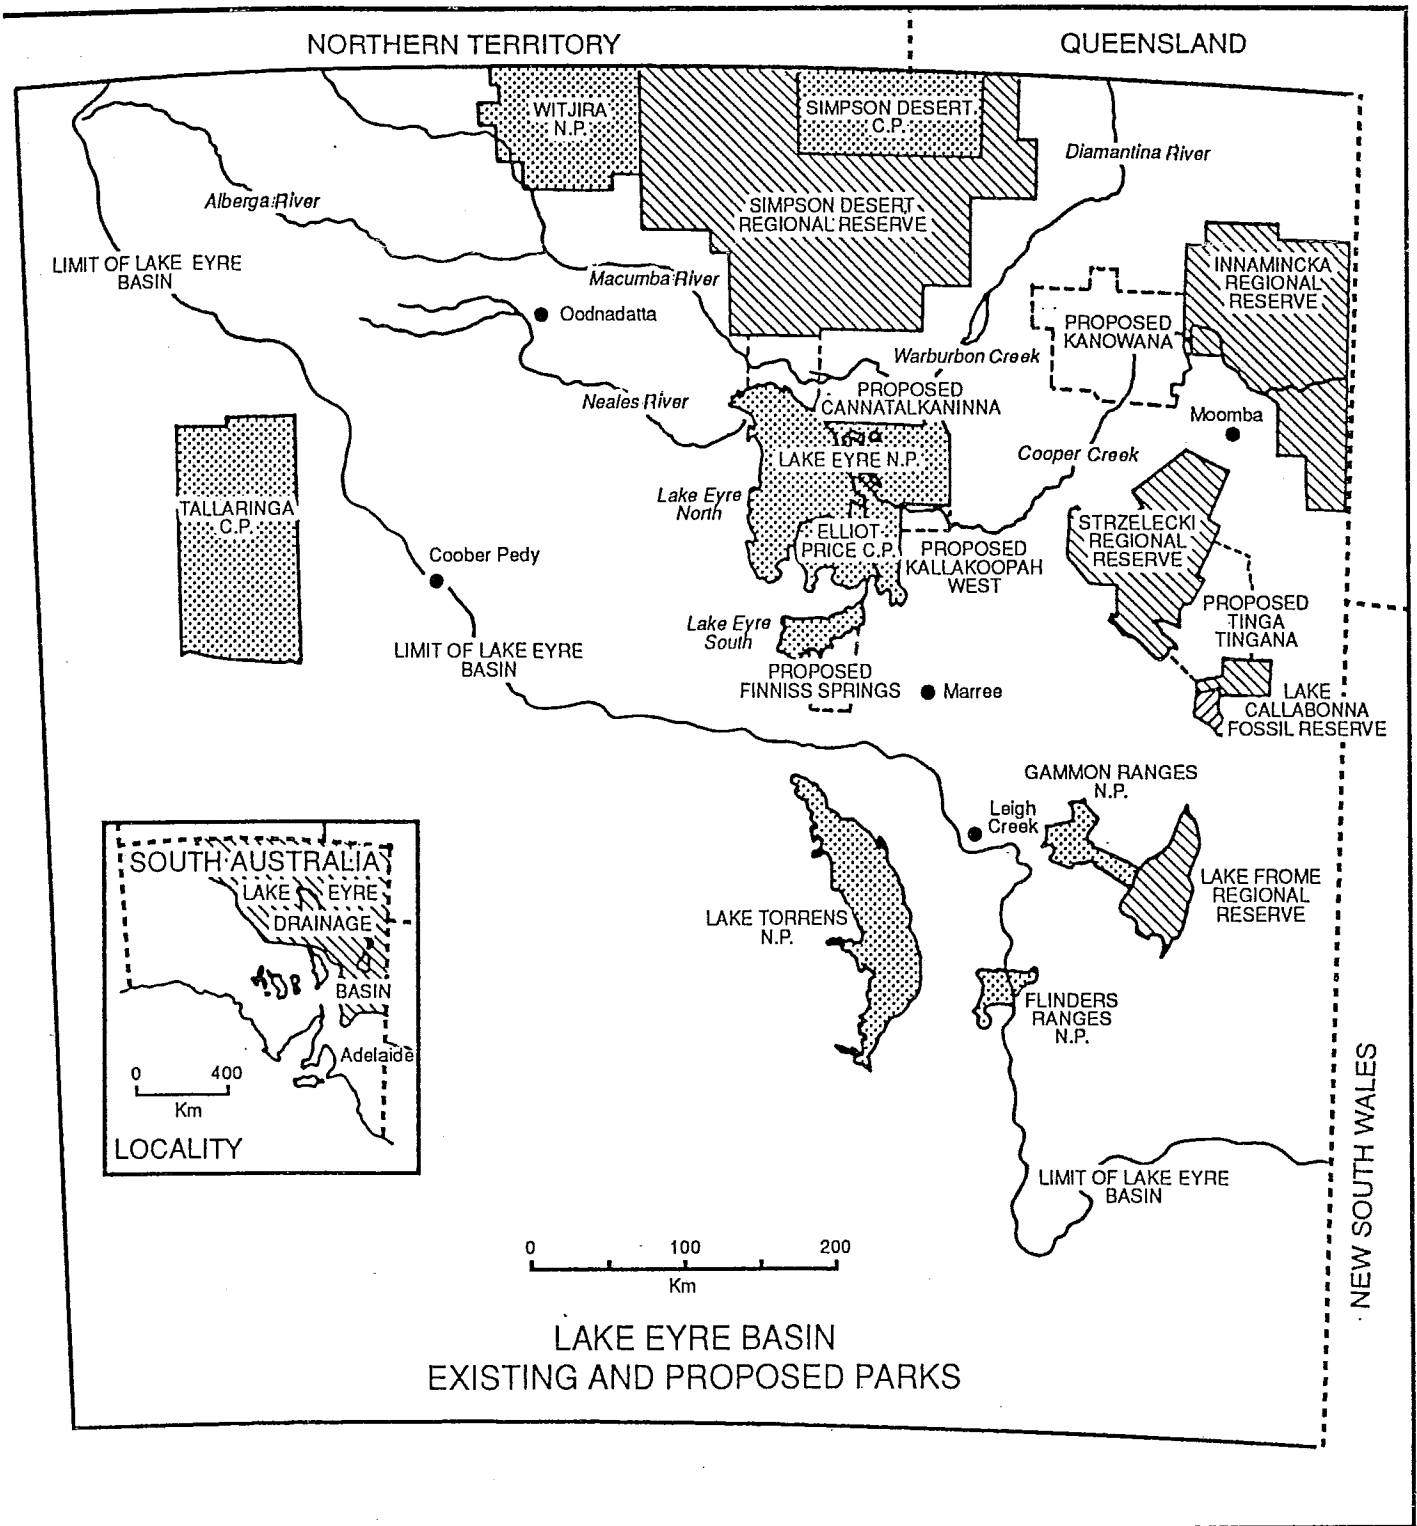 NORTHERN TERRITORY
QUEENSLAND
WITJIRA
N.P.
SIMPSON DESERT
C.P.
Diamantina River
Alberga River
SIMPSON DESERT
REGIONAL RESERVE
LIMIT OF LAKE EYRE
BASIN
Macumba River
INNAMINCKA
REGIONAL
RESERVE
Oodnadatta
PROPOSED
KANOWANA
Warburbon Creek
Neales River
PROPOSED
CANNATALKANINNA
Moomba
LAKE EYRE N.P.
Cooper Creek
Lake Eyre
North
TALLARINGA
C.P.
ELLIOT
PRICE C.P.
STRZELECKI
REGIONAL
RESERVE
Coober Pedy
PROPOSED
KALLAKOOPAH
WEST
Lake Eyre
South
PROPOSED
TINGA
TINGANA
LIMIT OF LAKE EYRE
BASIN
PROPOSED
FINNISS SPRINGS
Marree
LAKE
CALLABONNA
FOSSIL RESERVE
GAMMON RANGES
N.P.
Leigh
Creek
LAKE FROME
REGIONAL
RESERVE
LAKE TORRENS
N.P.
FLINDERS
RANGES
N.P.
SOUTH AUSTRALIA
LAKE EYRE
DRAINAGE
BASIN
Adelaide
0 400
Km
LOCALITY
LIMIT OF LAKE EYRE
BASIN
NEW SOUTH WALES
0 100 200
Km
LAKE EYRE BASIN
EXISTING AND PROPOSED PARKS